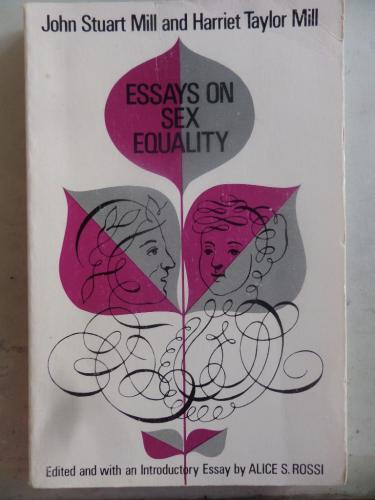 John Stuart Mill and Harriet Taylor Mill
ESSAYS ON
SEX
EQUALITY
Edited and with an Introductory Essay by ALICE S. ROSSI